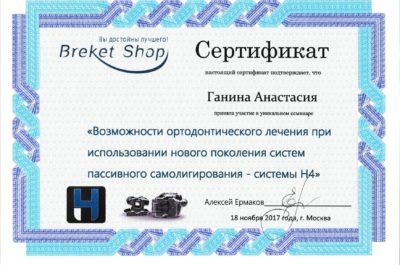 Вы достойны лучшего!
Breket Shop
Сертификат
настоящий сертификат подтверждает, что
Ганина Анастасия
приняла участие в уникальном семинаре
«Возможности ортодонтического лечения при
использовании нового поколения систем
пассивного самолигирования - системы H4»
Алексей Ермаков
18 ноября 2017 года, г. Москва